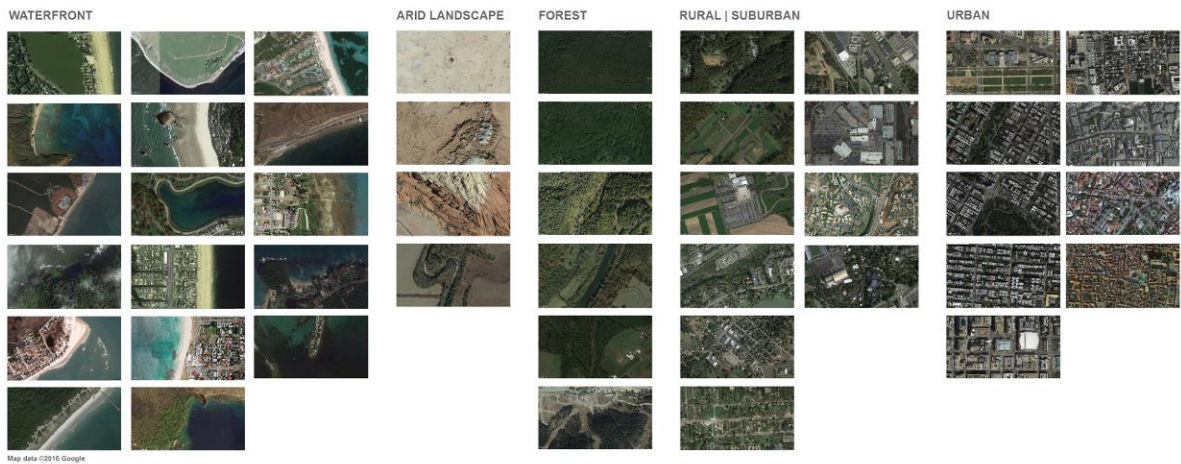 WATERFRONT
ARID LANDSCAPE
FOREST
RURAL | SUBURBAN
URBAN
Map data ©2016 Google